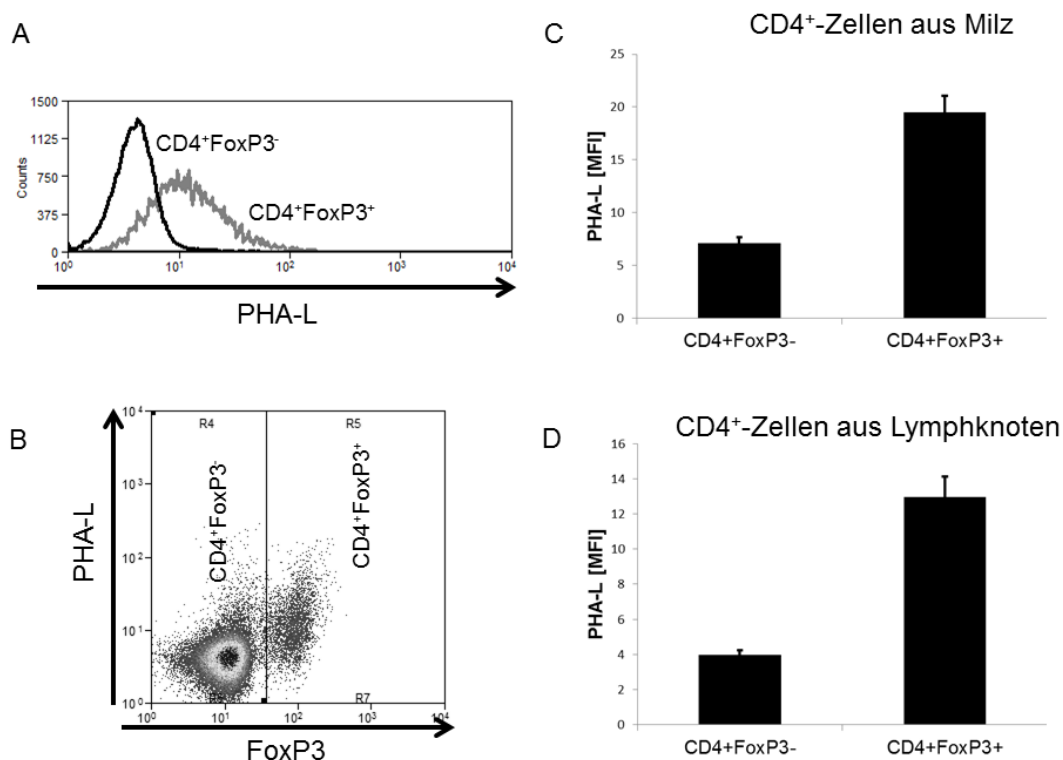 A
1500
1125
750
375
0
Counts
CD4⁺FoxP3⁻
CD4⁺FoxP3⁺
10⁰ 10¹ 10² 10³ 10⁴
PHA-L
B
10⁴
10³
10²
10¹
10⁰
PHA-L
R4
R5
CD4⁺FoxP3⁻
CD4⁺FoxP3⁺
R7
10⁰ 10¹ 10² 10³ 10⁴
FoxP3
C
CD4⁺-Zellen aus Milz
25
20
15
10
5
0
PHA-L [MFI]
CD4+FoxP3- CD4+FoxP3+
D
CD4⁺-Zellen aus Lymphknoten
16
14
12
10
8
6
4
2
0
PHA-L [MFI]
CD4+FoxP3- CD4+FoxP3+